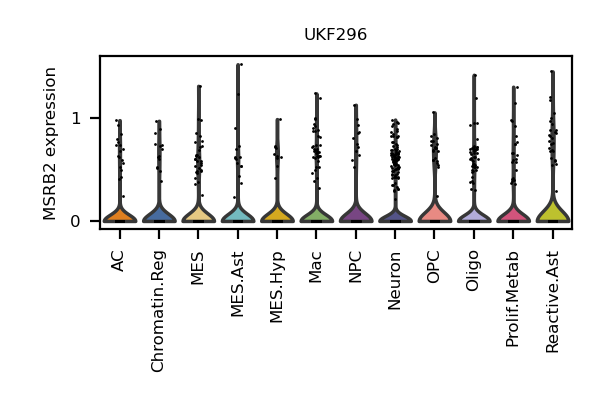 UKF296
MSRB2 expression
1
0
AC
Chromatin.Reg
MES
MES.Ast
MES.Hyp
Mac
NPC
Neuron
OPC
Oligo
Prolif.Metab
Reactive.Ast